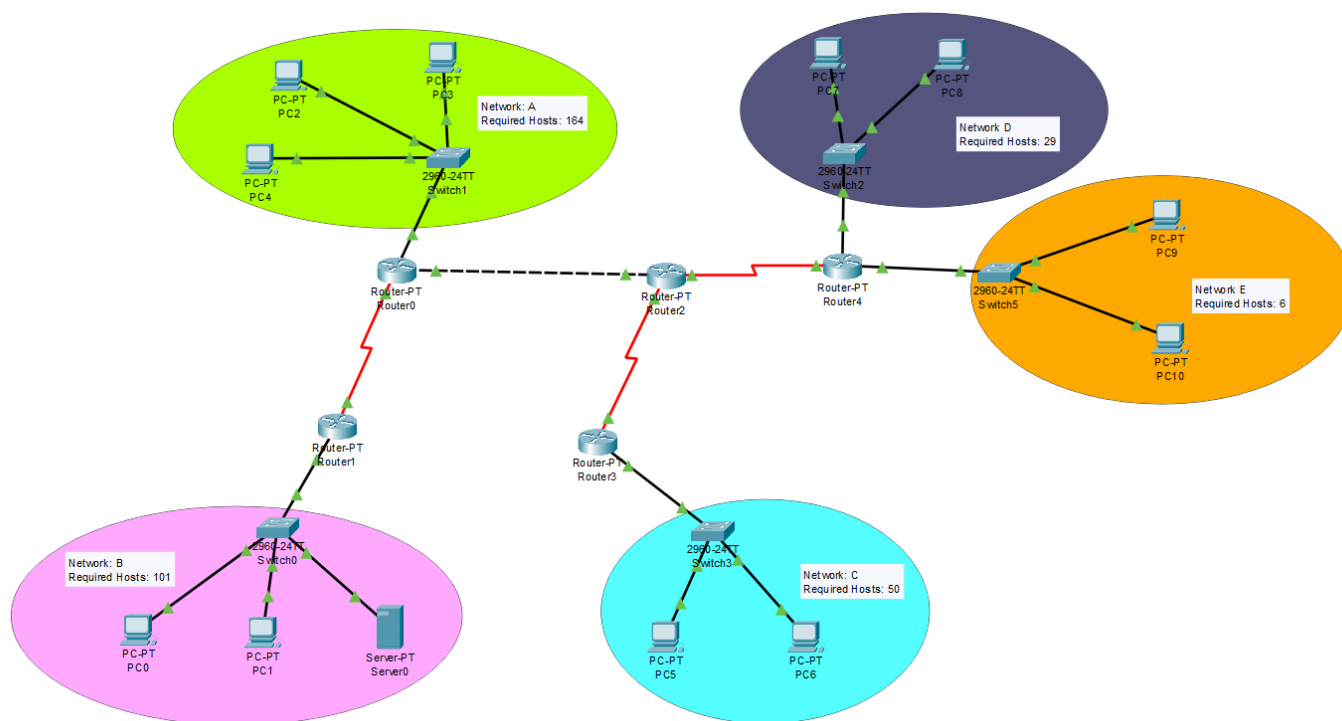 PC-PT
PC2
PC-PT
PC3
Network: A
Required Hosts: 164
PC-PT
PC4
2960-24TT
Switch1
PC-PT
PC7
PC-PT
PC8
Network D
Required Hosts: 29
2960-24TT
Switch2
PC-PT
PC9
Router-PT
Router0
Router-PT
Router2
Router-PT
Router4
2960-24TT
Switch5
Network E
Required Hosts: 6
PC-PT
PC10
Router-PT
Router1
Router-PT
Router3
2960-24TT
Switch0
Network: B
Required Hosts: 101
PC-PT
PC0
PC-PT
PC1
Server-PT
Server0
2960-24TT
Switch3
Network: C
Required Hosts: 50
PC-PT
PC5
PC-PT
PC6